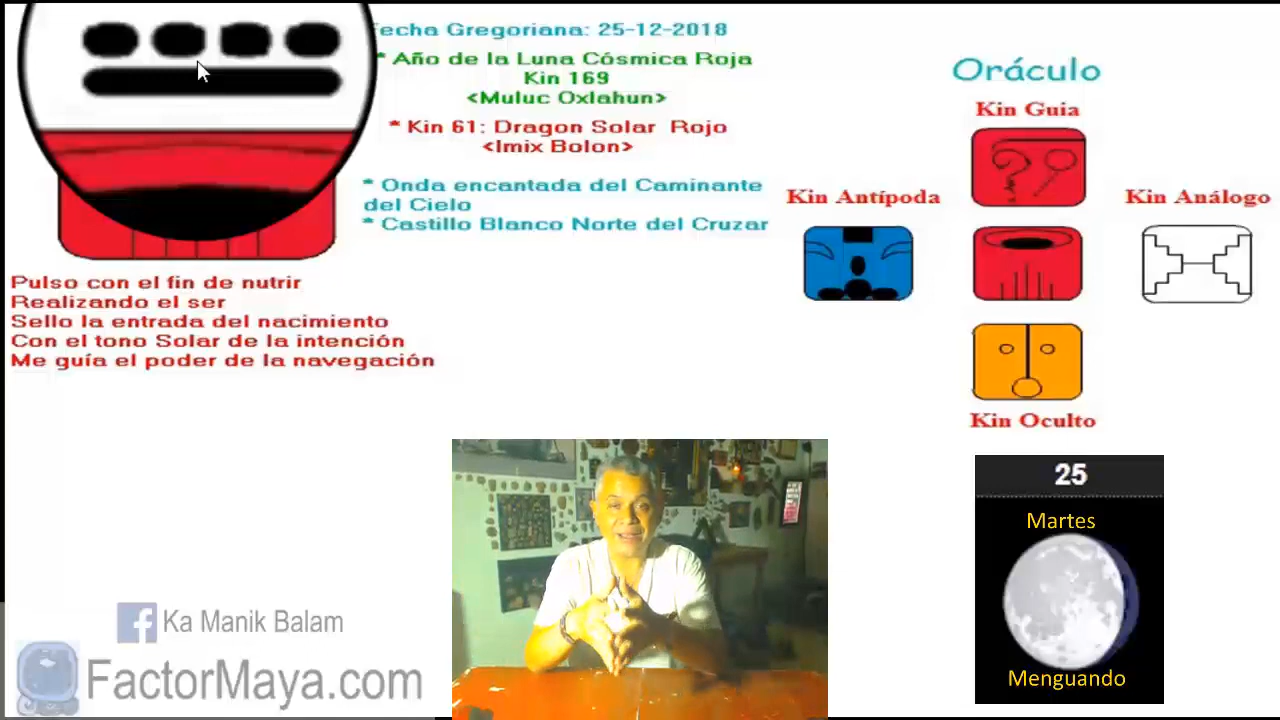 Fecha Gregoriana: 25-12-2018
* Año de la Luna Cósmica Roja
Kin 169
<Muluc Oxlahun>
* Kin 61: Dragon Solar Rojo
<Imix Bolon>
* Onda encantada del Caminante
del Cielo
* Castillo Blanco Norte del Cruzar
Pulso con el fin de nutrir
Realizando el ser
Sello la entrada del nacimiento
Con el tono Solar de la intención
Me guía el poder de la navegación
Oráculo
Kin Guia
Kin Antípoda
Kin Análogo
Kin Oculto
25
Martes
Menguando
Ka Manik Balam
FactorMaya.com